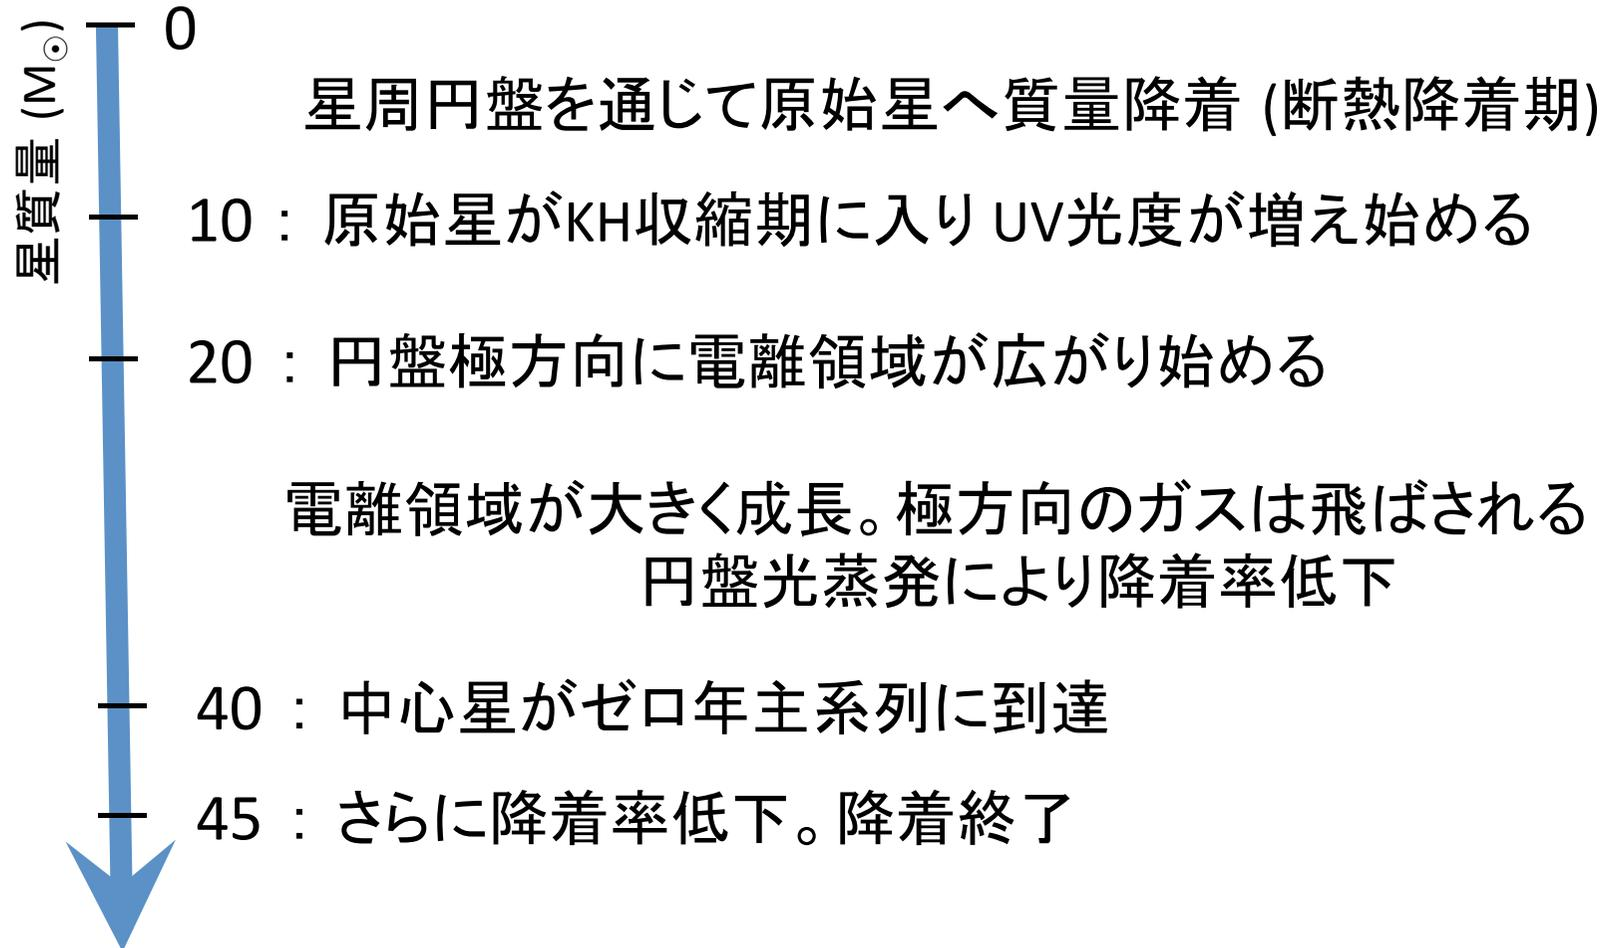 星質量 (M☉)
0
星周円盤を通じて原始星へ質量降着 (断熱降着期)
10 : 原始星がKH収縮期に入り UV光度が増え始める
20 : 円盤極方向に電離領域が広がり始める
電離領域が大きく成長。極方向のガスは飛ばされる
円盤光蒸発により降着率低下
40 : 中心星がゼロ年主系列に到達
45 : さらに降着率低下。降着終了